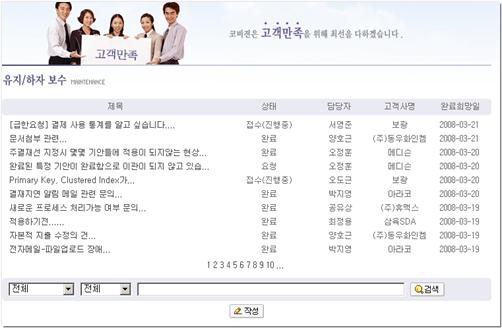 고객만족
코비젼은 고객만족을 위해 최선을 다하겠습니다.
유지/하자 보수 MAINTENANCE
제목 상태 담당자 고객사명 완료희망일
[급한요청] 결제 사용 통계를 알고 싶습니다.... 접수(진행중) 서영준 보광 2008-03-21
문서첨부 관련... 완료 양호근 (주)동우화인켐 2008-03-21
주결재선 지정시 몇몇 기안들에 적용이 되지않는 현상... 완료 오정훈 메디슨 2008-03-20
완료된 특정 기안이 완료함으로 이관이 되지 않고 있습... 요청 오정훈 메디슨 2008-03-20
Primary Key, Clustered Index가... 접수(진행중) 오도근 보광 2008-03-20
결재지연 알림 메일 관련 문의... 완료 박지영 아라코 2008-03-20
새로운 프로세스 처리가능 여부 문의... 완료 공유상 (주)휴맥스 2008-03-19
적용하기전...... 완료 최정용 삼육SDA 2008-03-19
자본적 지출 수정의 건... 완료 양호근 (주)동우화인켐 2008-03-19
전자메일-파일업로드 장애... 완료 박지영 아라코 2008-03-19
1 2 3 4 5 6 7 8 9 10 ...
전체 전체 검색
작성